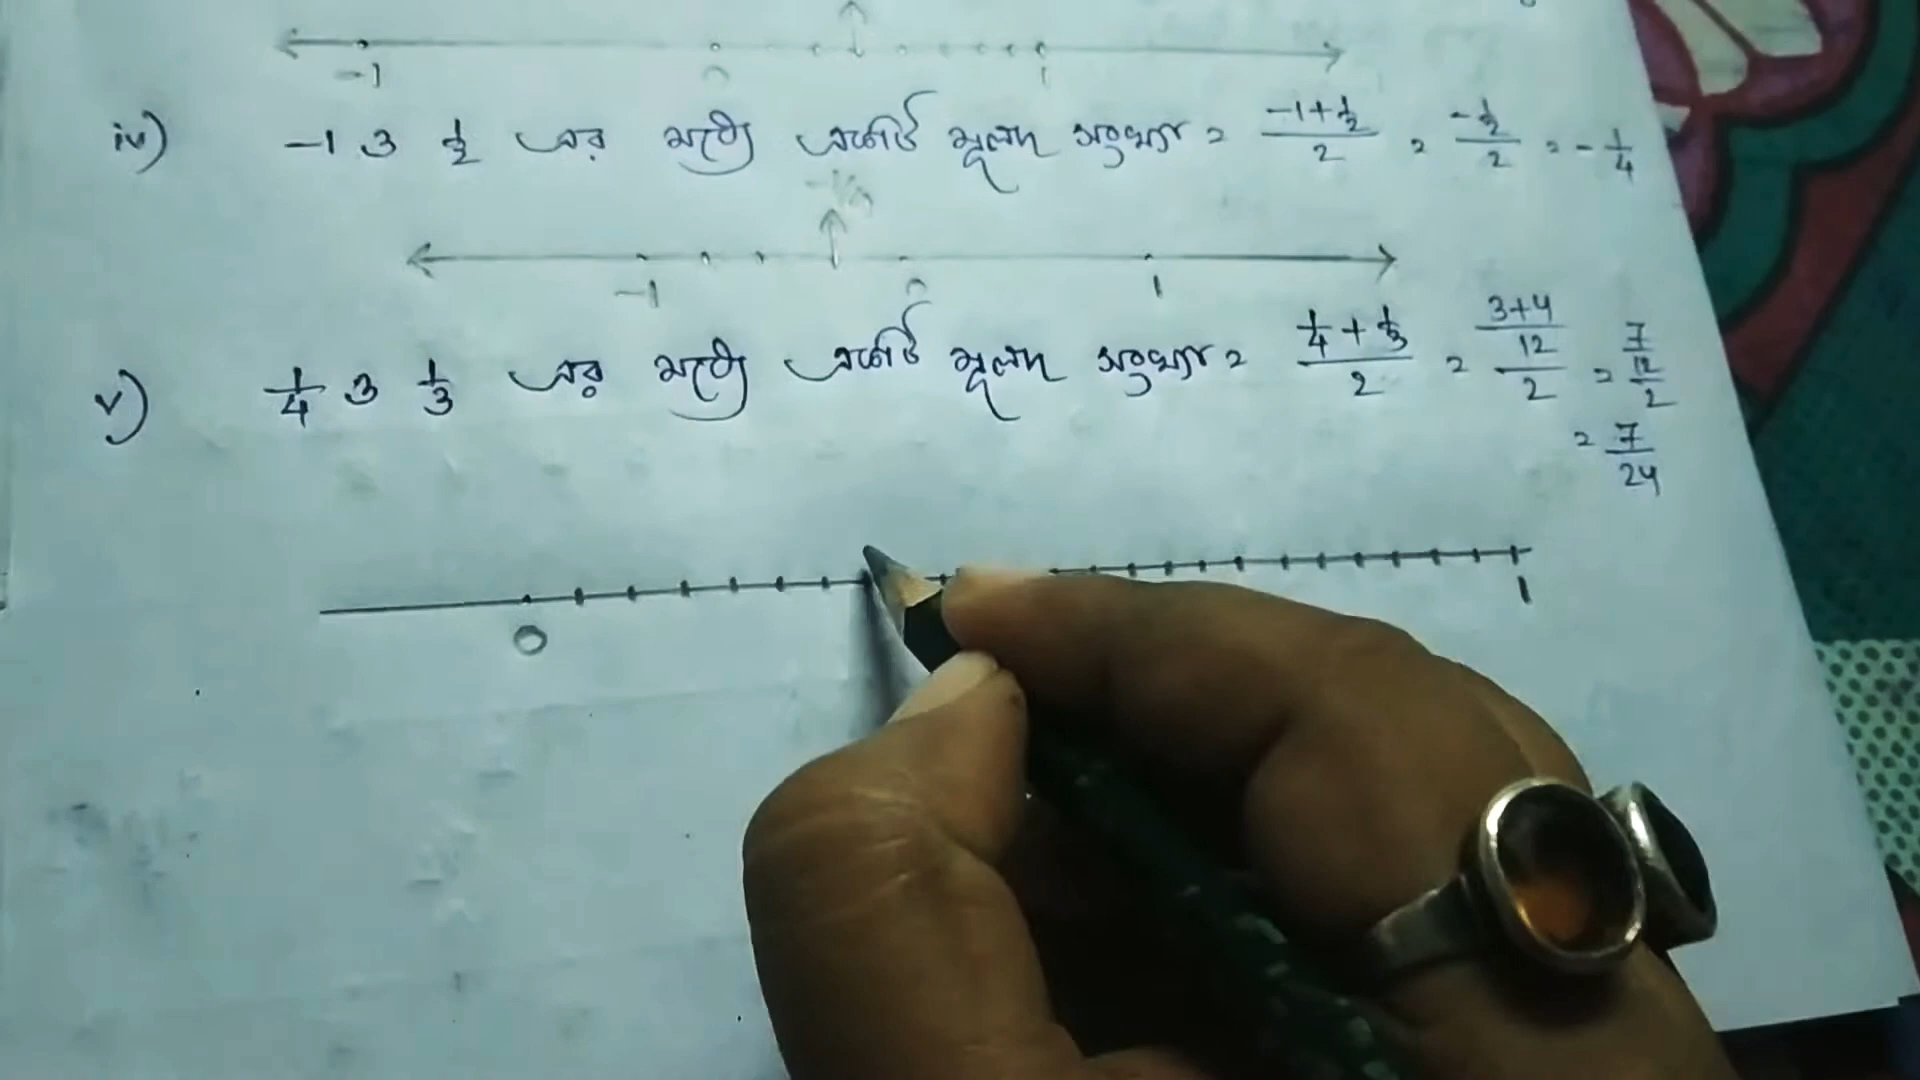 -1 0 1
iv) -1 ও 1/2 এর মধ্যে একটি মূলদ সংখ্যা = (-1+1/2)/2 = (-1/2)/2 = -1/4
-1/4
-1 0 1
v) 1/4 ও 1/3 এর মধ্যে একটি মূলদ সংখ্যা = (1/4+1/3)/2 = ((3+4)/12)/2 = (7/12)/2
= 7/24
0 1